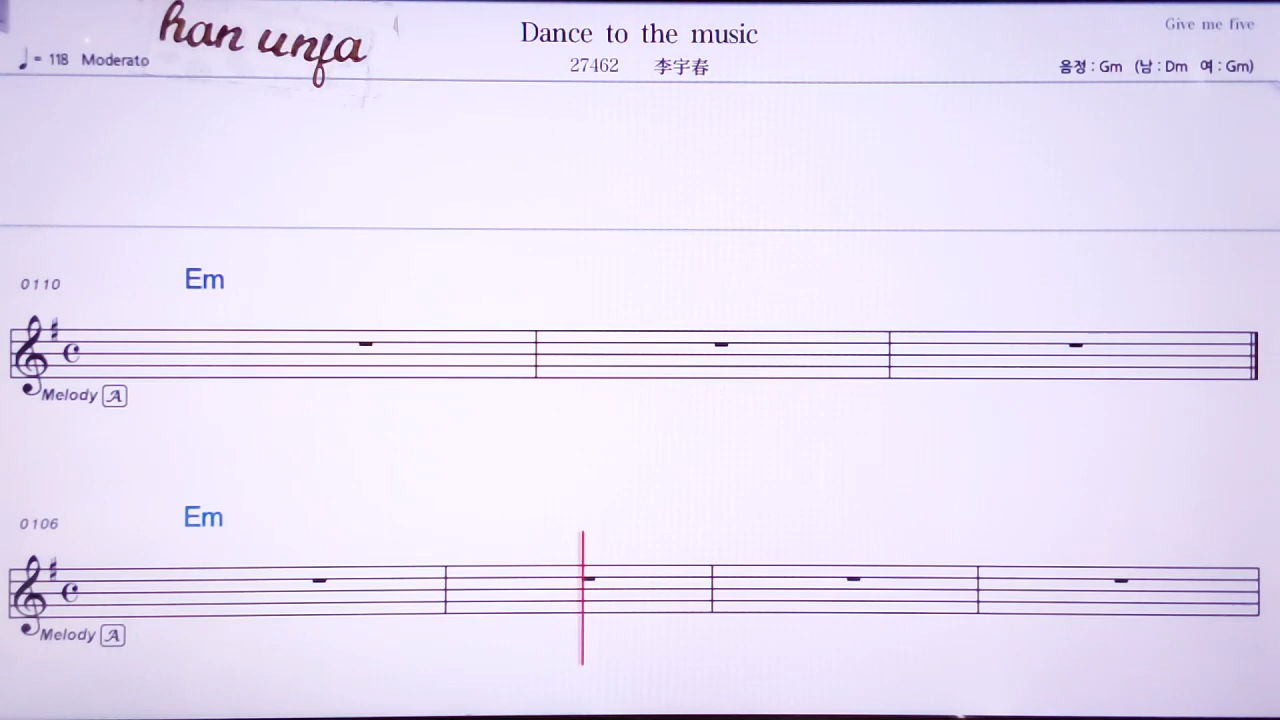 han unfa
Dance to the music
Give me five
♩= 118 Moderato
27462 李宇春
음정 : Gm (남 : Dm 여 : Gm)
0110 Em
Melody A
0106 Em
Melody A